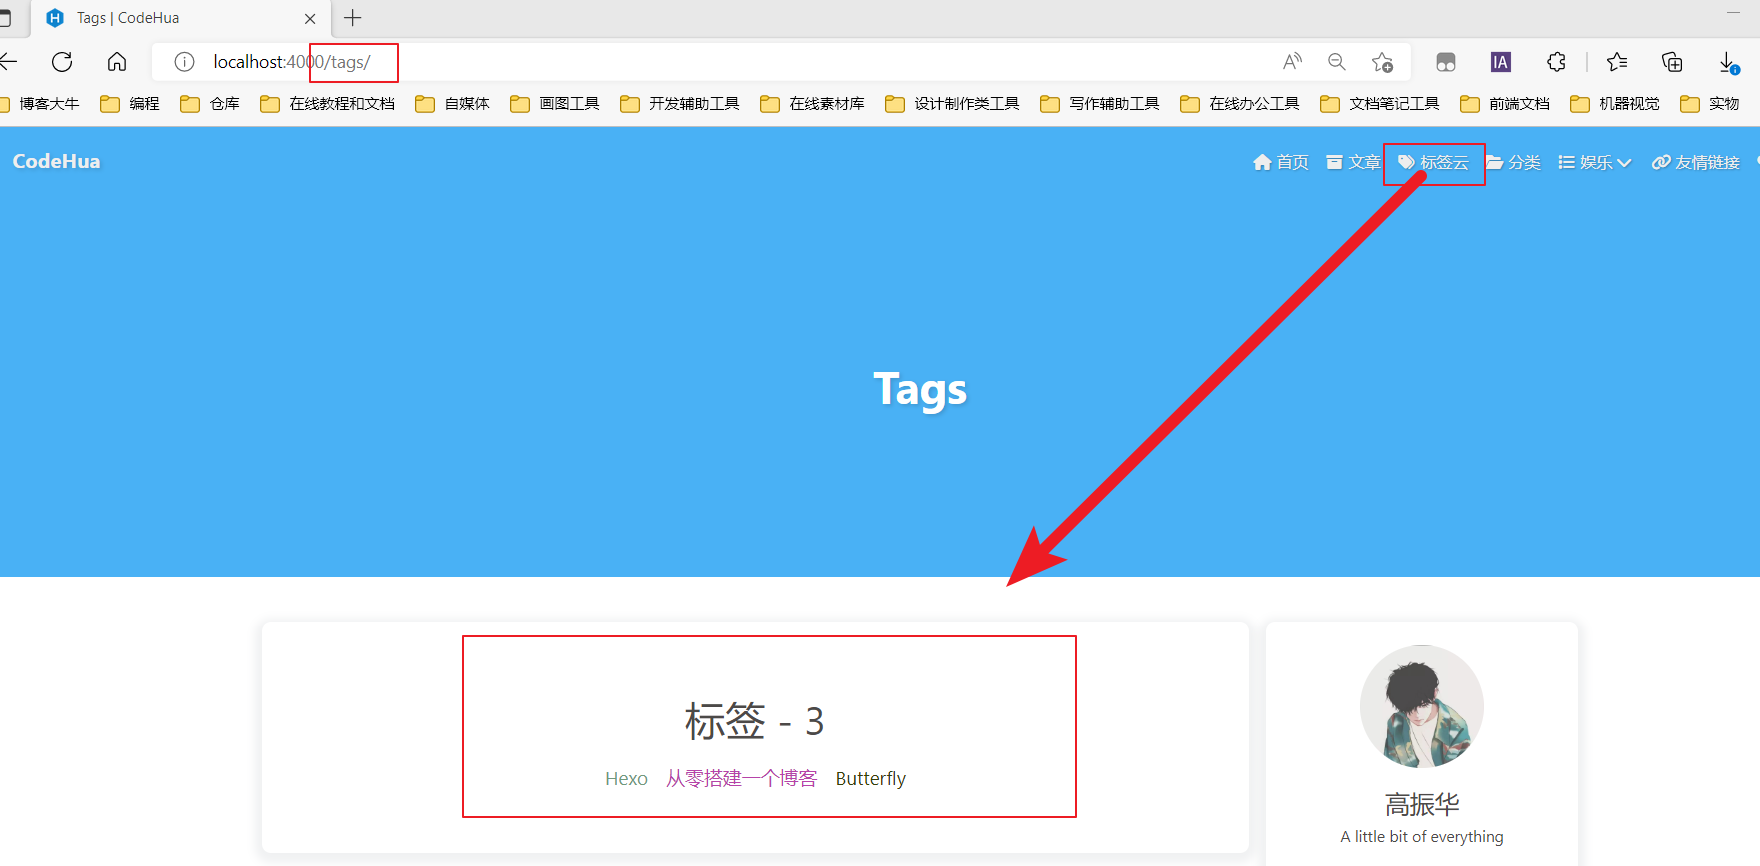 Tags | CodeHua
localhost:4000/tags/
博客大牛 编程 仓库 在线教程和文档 自媒体 画图工具 开发辅助工具 在线素材库 设计制作类工具 写作辅助工具 在线办公工具 文档笔记工具 前端文档 机器视觉 实物
CodeHua 首页 文章 标签云 分类 娱乐 友情链接
Tags
标签 - 3
Hexo 从零搭建一个博客 Butterfly
高振华
A little bit of everything